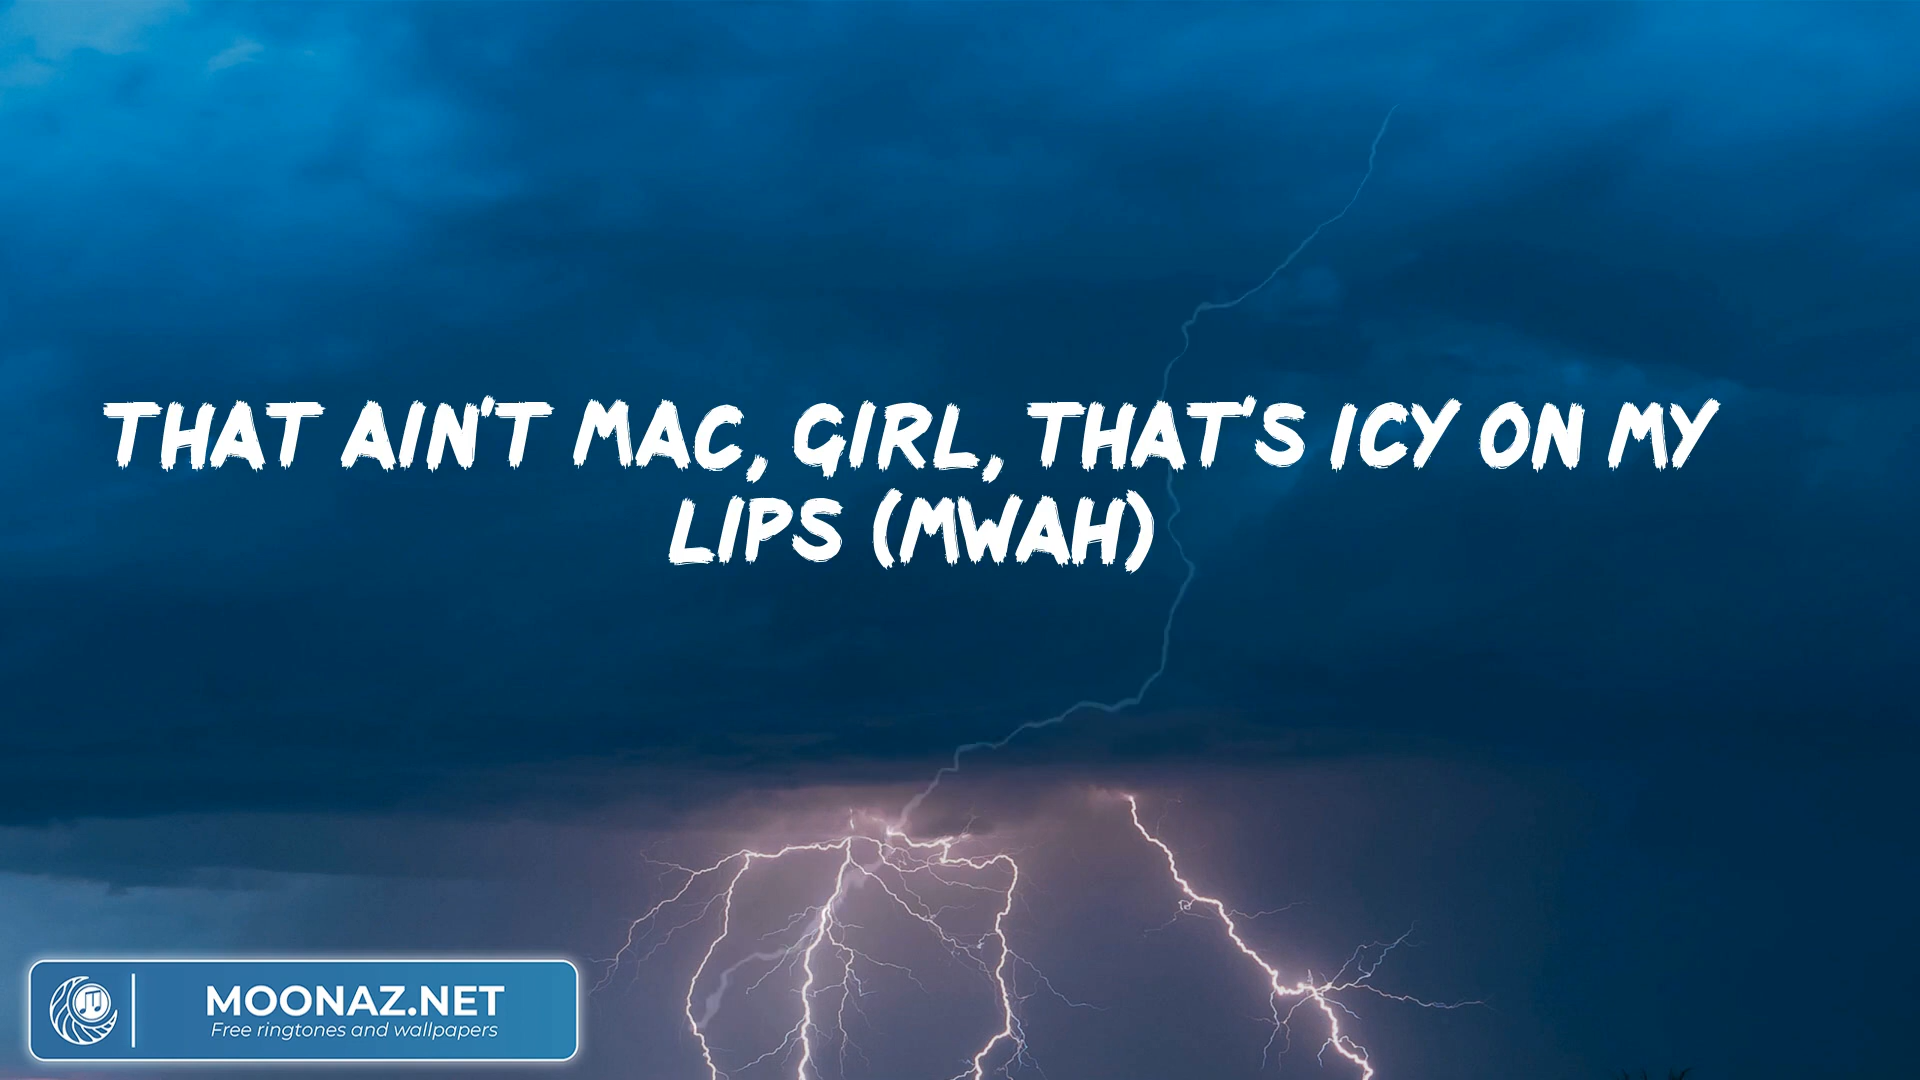 THAT AIN'T MAC, GIRL, THAT'S ICY ON MY
LIPS (MWAH)
MOONAZ.NET
Free ringtones and wallpapers